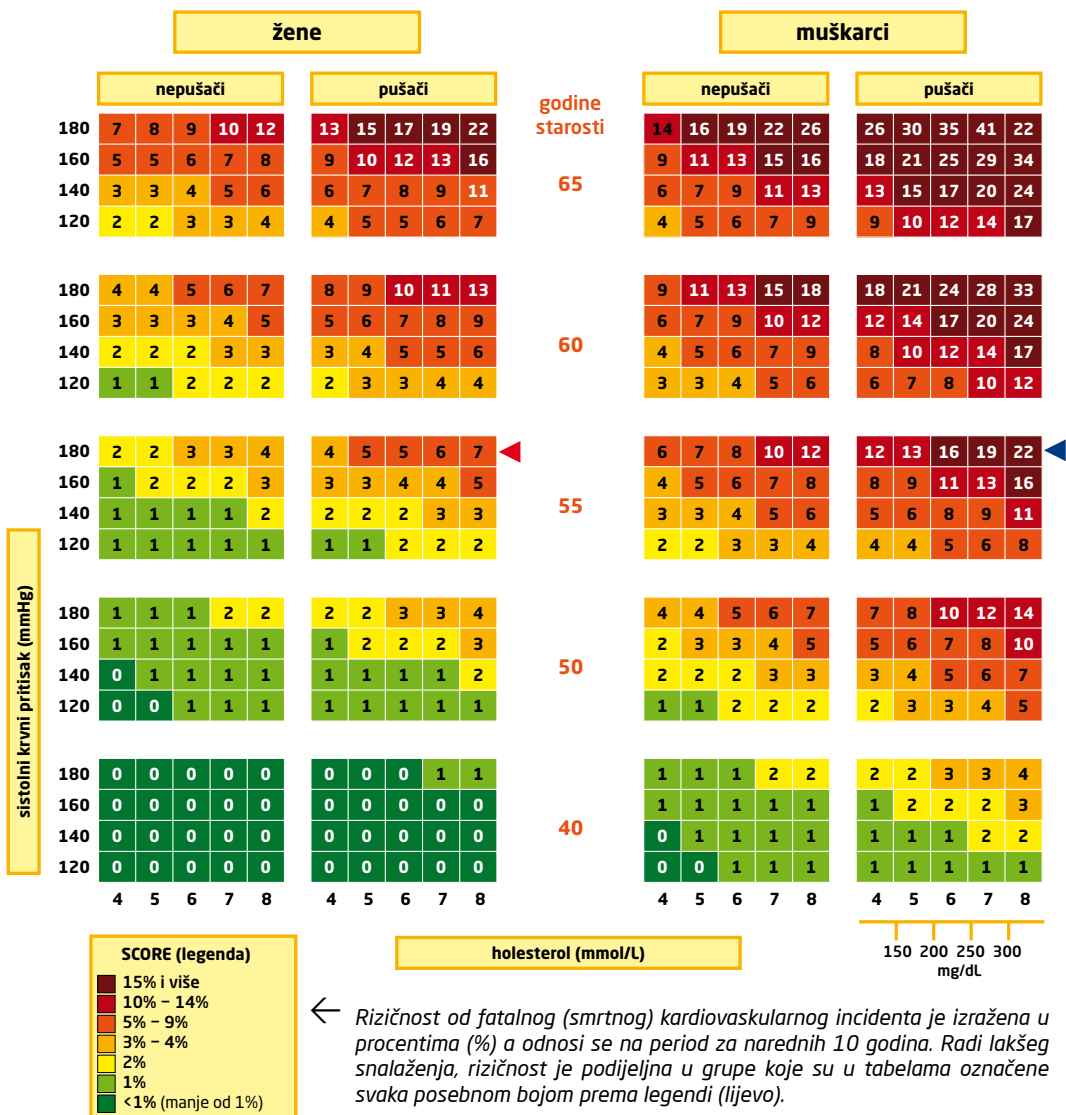 žene muškarci
nepušači pušači nepušači pušači
godine
starosti
180 7 8 9 10 12 13 15 17 19 22 14 16 19 22 26 26 30 35 41 22
160 5 5 6 7 8 9 10 12 13 16 9 11 13 15 16 18 21 25 29 34
65
140 3 3 4 5 6 6 7 8 9 11 6 7 9 11 13 13 15 17 20 24
120 2 2 3 3 4 4 5 5 6 7 4 5 6 7 9 9 10 12 14 17
180 4 4 5 6 7 8 9 10 11 13 9 11 13 15 18 18 21 24 28 33
160 3 3 3 4 5 5 6 7 8 9 6 7 9 10 12 12 14 17 20 24
60
140 2 2 2 3 3 3 4 5 5 6 4 5 6 7 9 8 10 12 14 17
120 1 1 2 2 2 2 3 3 4 4 3 3 4 5 6 6 7 8 10 12
180 2 2 3 3 4 4 5 5 6 7 6 7 8 10 12 12 13 16 19 22
160 1 2 2 2 3 3 3 4 4 5 4 5 6 7 8 8 9 11 13 16
55
140 1 1 1 1 2 2 2 2 3 3 3 3 4 5 6 5 6 8 9 11
120 1 1 1 1 1 1 1 2 2 2 2 2 3 3 4 4 4 5 6 8
180 1 1 1 2 2 2 2 3 3 4 4 4 5 6 7 7 8 10 12 14
160 1 1 1 1 1 1 2 2 2 3 2 3 3 4 5 5 6 7 8 10
50
140 0 1 1 1 1 1 1 1 1 2 2 2 2 3 3 3 4 5 6 7
120 0 0 1 1 1 1 1 1 1 1 1 1 2 2 2 2 3 3 4 5
180 0 0 0 0 0 0 0 0 1 1 1 1 1 2 2 2 2 3 3 4
160 0 0 0 0 0 0 0 0 0 0 1 1 1 1 1 1 2 2 2 3
40
140 0 0 0 0 0 0 0 0 0 0 0 1 1 1 1 1 1 1 2 2
120 0 0 0 0 0 0 0 0 0 0 0 0 1 1 1 1 1 1 1 1
4 5 6 7 8 4 5 6 7 8 4 5 6 7 8 4 5 6 7 8
sistolni krvni pritisak (mmHg)
holesterol (mmol/L)
150 200 250 300
mg/dL
SCORE (legenda)
15% i više
10% – 14%
5% – 9%
3% – 4%
2%
1%
<1% (manje od 1%)
← Rizičnost od fatalnog (smrtnog) kardiovaskularnog incidenta je izražena u
procentima (%) a odnosi se na period za narednih 10 godina. Radi lakšeg
snalaženja, rizičnost je podijeljna u grupe koje su u tabelama označene
svaka posebnom bojom prema legendi (lijevo).